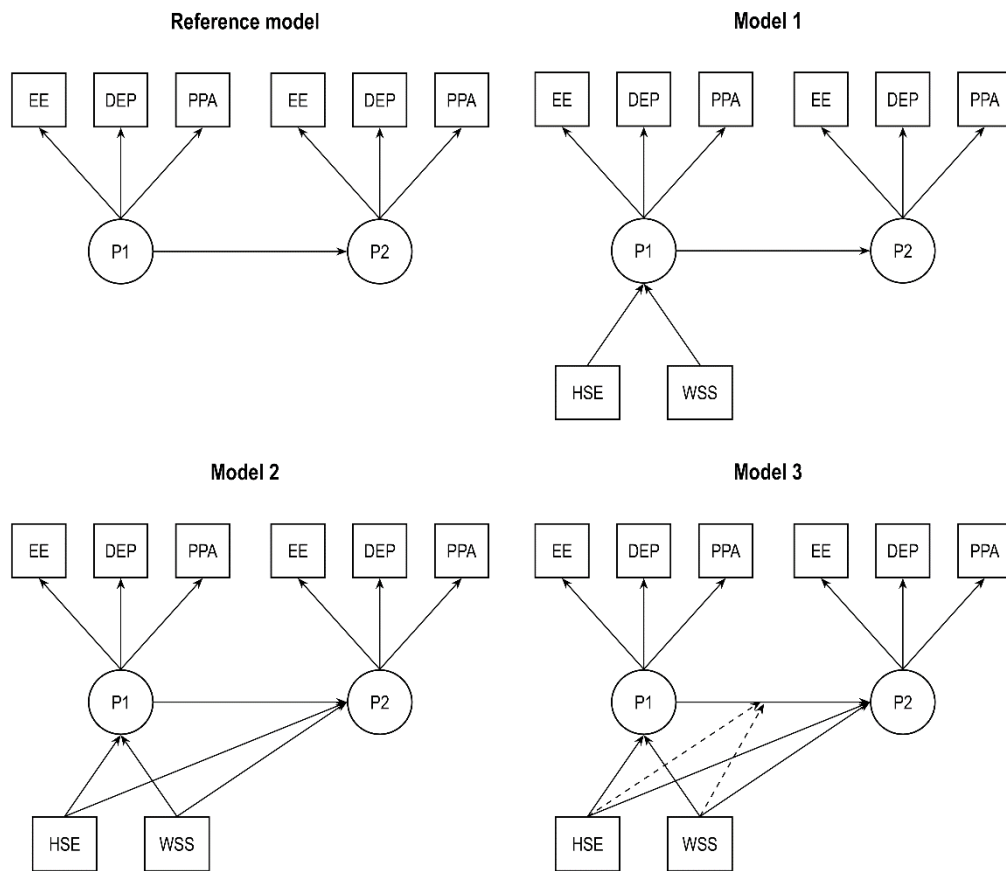 Reference model
EE DEP PPA EE DEP PPA
P1 P2
Model 1
EE DEP PPA EE DEP PPA
P1 P2
HSE WSS
Model 2
EE DEP PPA EE DEP PPA
P1 P2
HSE WSS
Model 3
EE DEP PPA EE DEP PPA
P1 P2
HSE WSS